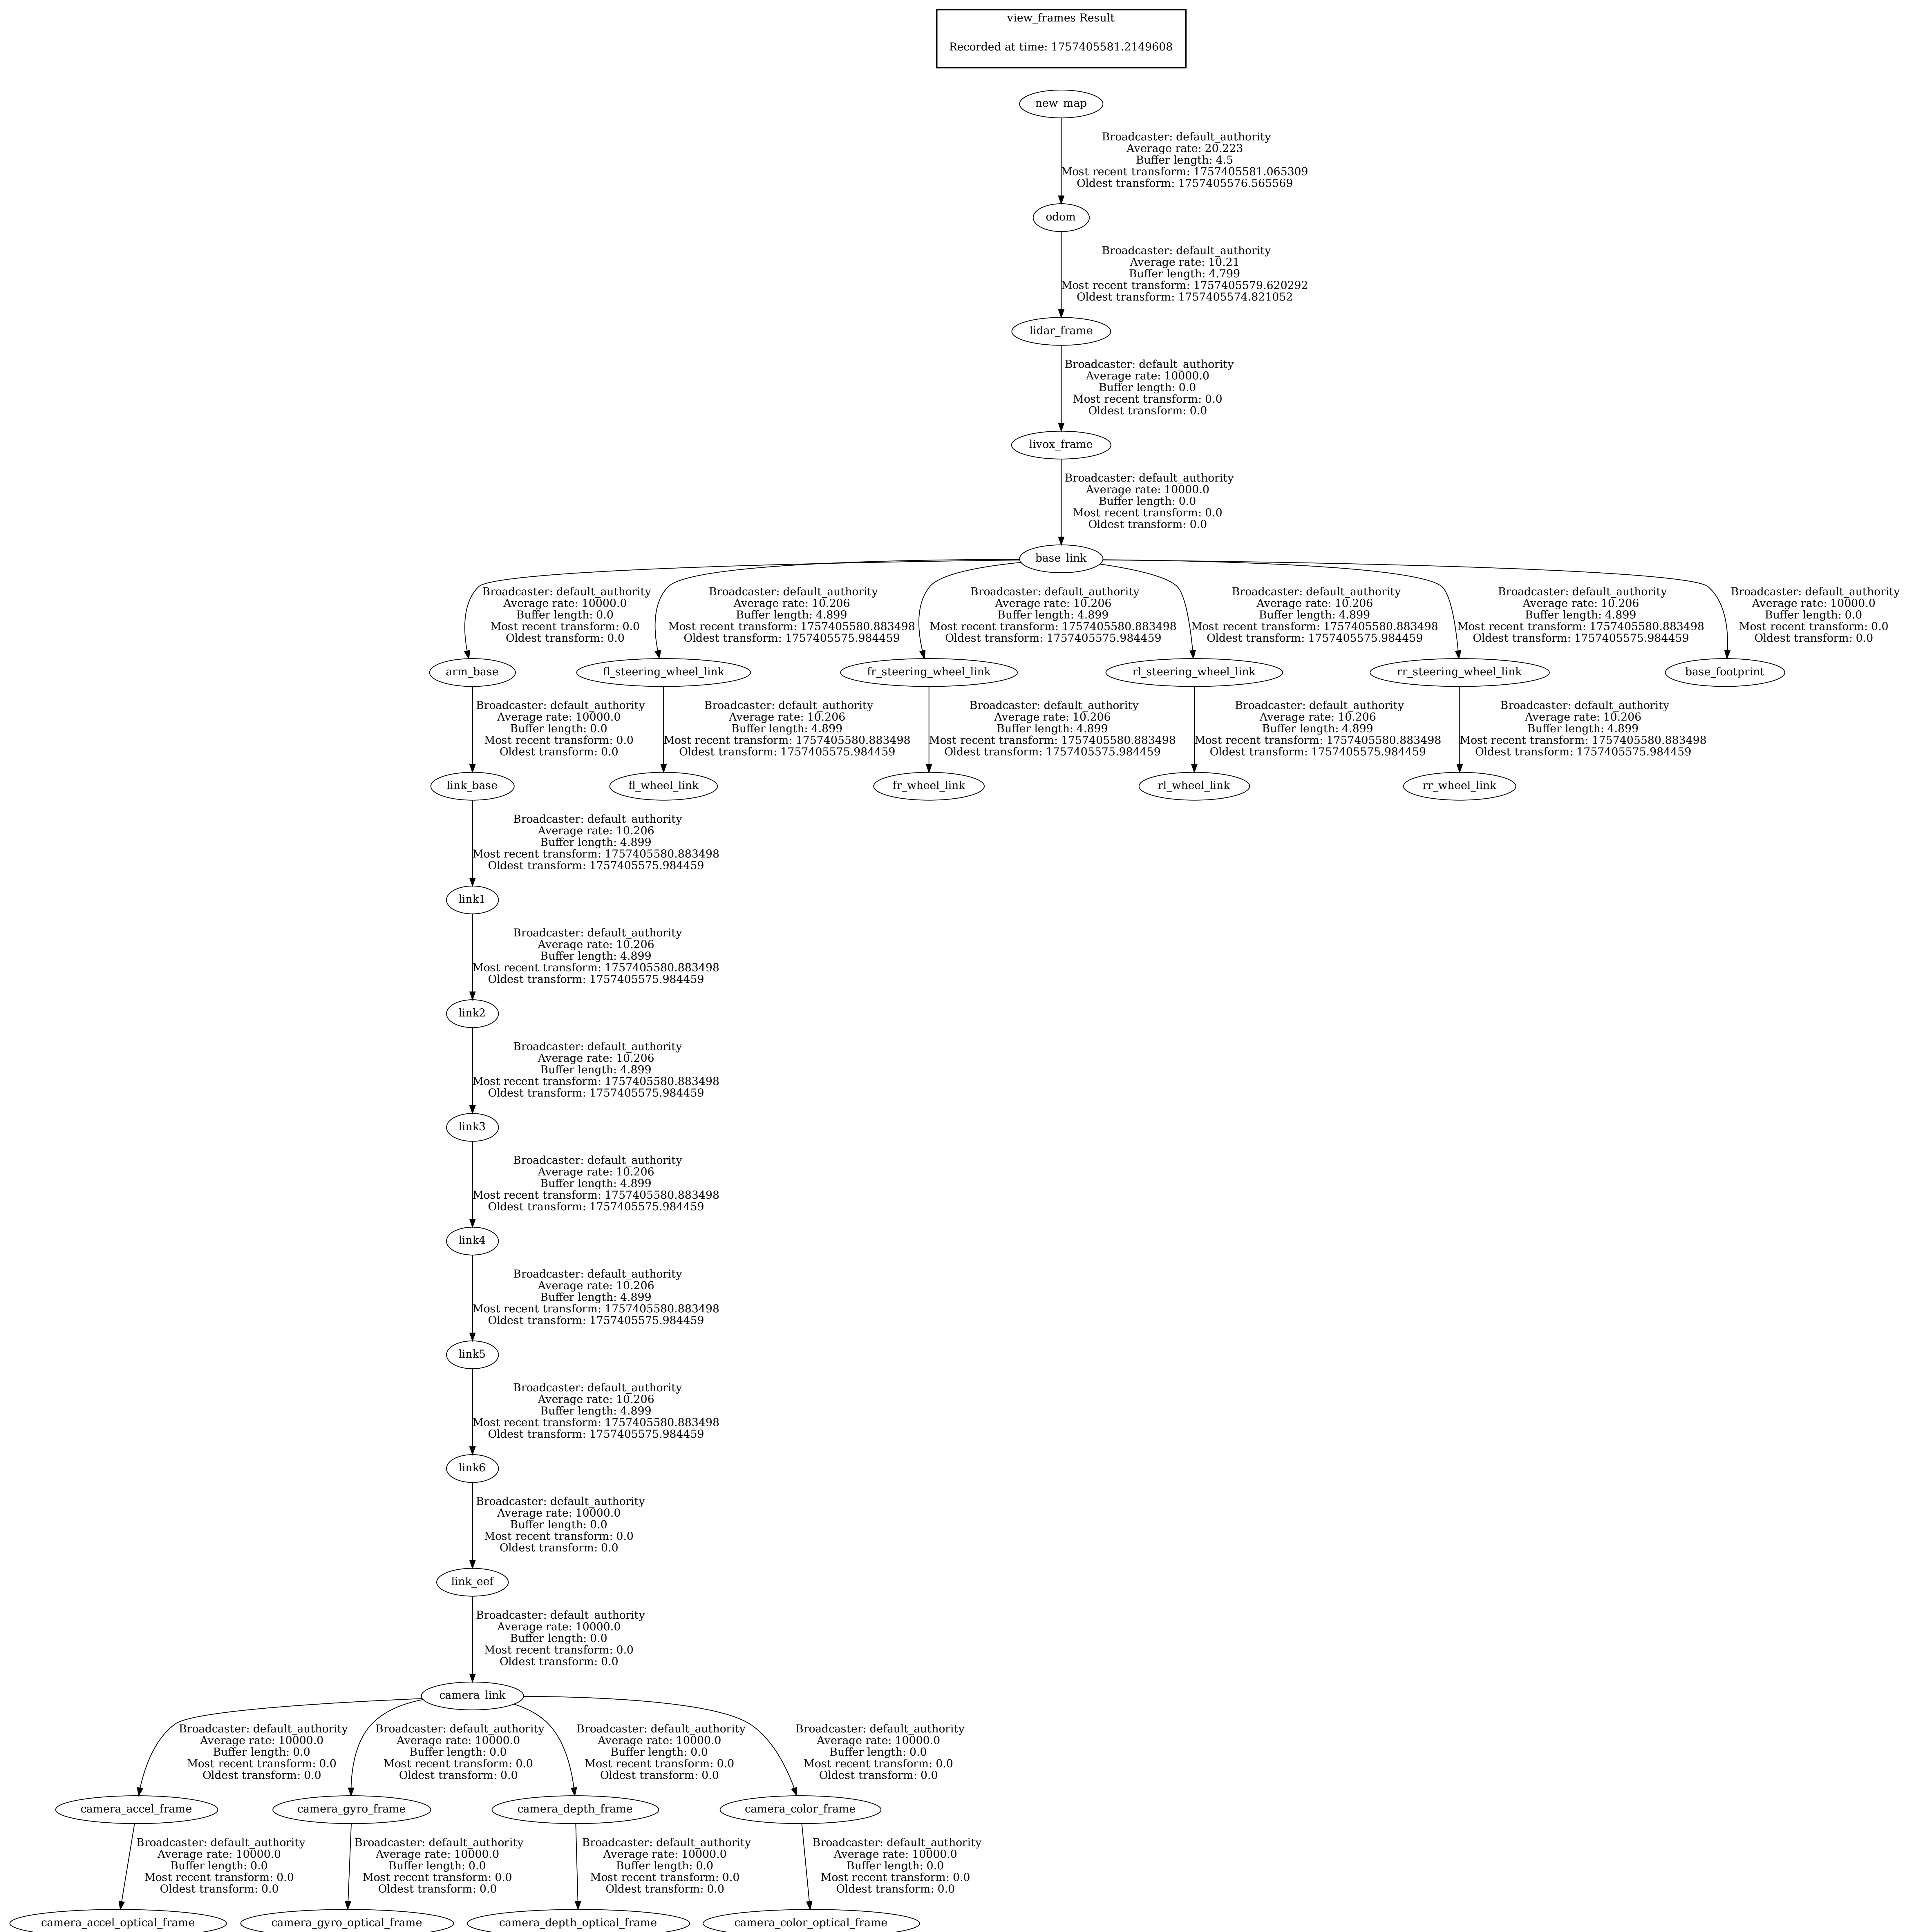 view_frames Result
Recorded at time: 1757405581.2149608
new_map
Broadcaster: default_authority
Average rate: 20.223
Buffer length: 4.5
Most recent transform: 1757405581.065309
Oldest transform: 1757405576.565569
odom
Broadcaster: default_authority
Average rate: 10.21
Buffer length: 4.799
Most recent transform: 1757405579.620292
Oldest transform: 1757405574.821052
lidar_frame
Broadcaster: default_authority
Average rate: 10000.0
Buffer length: 0.0
Most recent transform: 0.0
Oldest transform: 0.0
livox_frame
Broadcaster: default_authority
Average rate: 10000.0
Buffer length: 0.0
Most recent transform: 0.0
Oldest transform: 0.0
base_link
Broadcaster: default_authority
Average rate: 10000.0
Buffer length: 0.0
Most recent transform: 0.0
Oldest transform: 0.0
Broadcaster: default_authority
Average rate: 10.206
Buffer length: 4.899
Most recent transform: 1757405580.883498
Oldest transform: 1757405575.984459
Broadcaster: default_authority
Average rate: 10.206
Buffer length: 4.899
Most recent transform: 1757405580.883498
Oldest transform: 1757405575.984459
Broadcaster: default_authority
Average rate: 10.206
Buffer length: 4.899
Most recent transform: 1757405580.883498
Oldest transform: 1757405575.984459
Broadcaster: default_authority
Average rate: 10.206
Buffer length: 4.899
Most recent transform: 1757405580.883498
Oldest transform: 1757405575.984459
Broadcaster: default_authority
Average rate: 10000.0
Buffer length: 0.0
Most recent transform: 0.0
Oldest transform: 0.0
arm_base
fl_steering_wheel_link
fr_steering_wheel_link
rl_steering_wheel_link
rr_steering_wheel_link
base_footprint
Broadcaster: default_authority
Average rate: 10000.0
Buffer length: 0.0
Most recent transform: 0.0
Oldest transform: 0.0
Broadcaster: default_authority
Average rate: 10.206
Buffer length: 4.899
Most recent transform: 1757405580.883498
Oldest transform: 1757405575.984459
Broadcaster: default_authority
Average rate: 10.206
Buffer length: 4.899
Most recent transform: 1757405580.883498
Oldest transform: 1757405575.984459
Broadcaster: default_authority
Average rate: 10.206
Buffer length: 4.899
Most recent transform: 1757405580.883498
Oldest transform: 1757405575.984459
Broadcaster: default_authority
Average rate: 10.206
Buffer length: 4.899
Most recent transform: 1757405580.883498
Oldest transform: 1757405575.984459
link_base
fl_wheel_link
fr_wheel_link
rl_wheel_link
rr_wheel_link
Broadcaster: default_authority
Average rate: 10.206
Buffer length: 4.899
Most recent transform: 1757405580.883498
Oldest transform: 1757405575.984459
link1
Broadcaster: default_authority
Average rate: 10.206
Buffer length: 4.899
Most recent transform: 1757405580.883498
Oldest transform: 1757405575.984459
link2
Broadcaster: default_authority
Average rate: 10.206
Buffer length: 4.899
Most recent transform: 1757405580.883498
Oldest transform: 1757405575.984459
link3
Broadcaster: default_authority
Average rate: 10.206
Buffer length: 4.899
Most recent transform: 1757405580.883498
Oldest transform: 1757405575.984459
link4
Broadcaster: default_authority
Average rate: 10.206
Buffer length: 4.899
Most recent transform: 1757405580.883498
Oldest transform: 1757405575.984459
link5
Broadcaster: default_authority
Average rate: 10.206
Buffer length: 4.899
Most recent transform: 1757405580.883498
Oldest transform: 1757405575.984459
link6
Broadcaster: default_authority
Average rate: 10000.0
Buffer length: 0.0
Most recent transform: 0.0
Oldest transform: 0.0
link_eef
Broadcaster: default_authority
Average rate: 10000.0
Buffer length: 0.0
Most recent transform: 0.0
Oldest transform: 0.0
camera_link
Broadcaster: default_authority
Average rate: 10000.0
Buffer length: 0.0
Most recent transform: 0.0
Oldest transform: 0.0
Broadcaster: default_authority
Average rate: 10000.0
Buffer length: 0.0
Most recent transform: 0.0
Oldest transform: 0.0
Broadcaster: default_authority
Average rate: 10000.0
Buffer length: 0.0
Most recent transform: 0.0
Oldest transform: 0.0
Broadcaster: default_authority
Average rate: 10000.0
Buffer length: 0.0
Most recent transform: 0.0
Oldest transform: 0.0
camera_accel_frame
camera_gyro_frame
camera_depth_frame
camera_color_frame
Broadcaster: default_authority
Average rate: 10000.0
Buffer length: 0.0
Most recent transform: 0.0
Oldest transform: 0.0
Broadcaster: default_authority
Average rate: 10000.0
Buffer length: 0.0
Most recent transform: 0.0
Oldest transform: 0.0
Broadcaster: default_authority
Average rate: 10000.0
Buffer length: 0.0
Most recent transform: 0.0
Oldest transform: 0.0
Broadcaster: default_authority
Average rate: 10000.0
Buffer length: 0.0
Most recent transform: 0.0
Oldest transform: 0.0
camera_accel_optical_frame
camera_gyro_optical_frame
camera_depth_optical_frame
camera_color_optical_frame